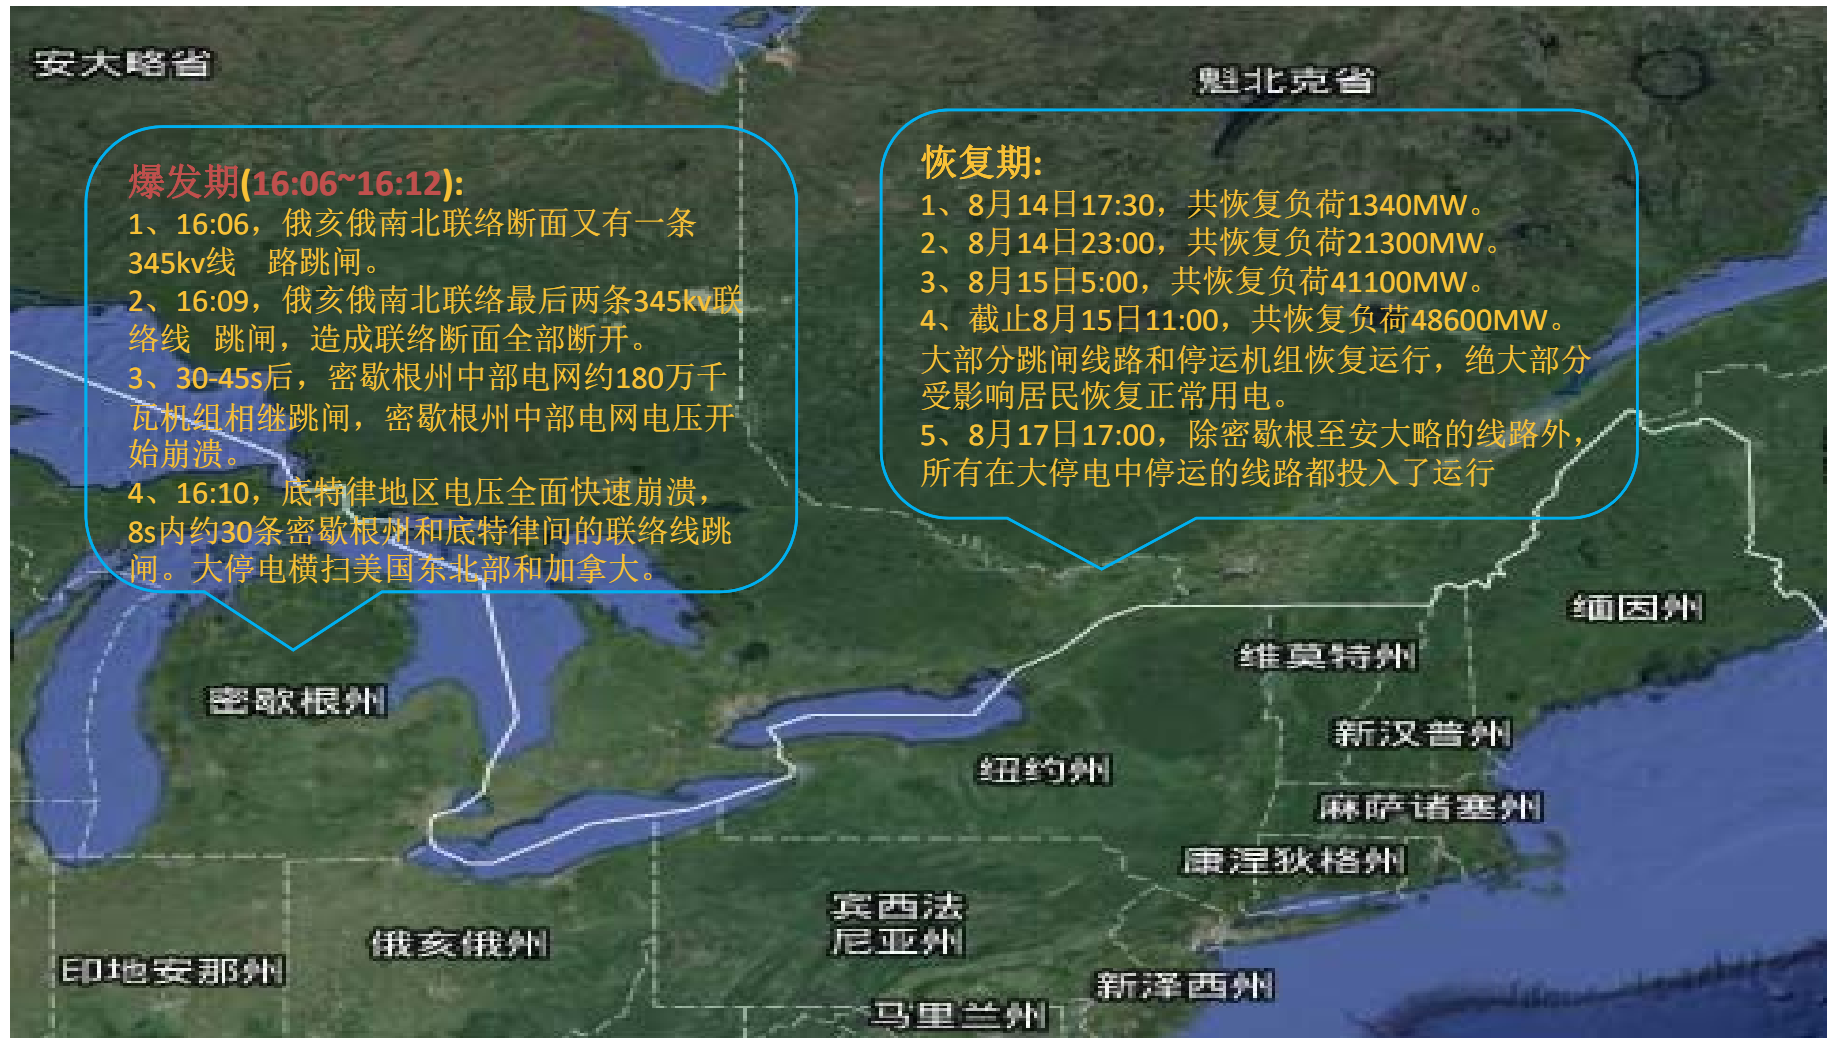 安大略省
魁北克省
爆发期(16:06~16:12):
1、16:06，俄亥俄南北联络断面又有一条
345kv线 路跳闸。
2、16:09，俄亥俄南北联络最后两条345kv联
络线 跳闸，造成联络断面全部断开。
3、30-45s后，密歇根州中部电网约180万千
瓦机组相继跳闸，密歇根州中部电网电压开
始崩溃。
4、16:10，底特律地区电压全面快速崩溃，
8s内约30条密歇根州和底特律间的联络线跳
闸。大停电横扫美国东北部和加拿大。
恢复期:
1、8月14日17:30，共恢复负荷1340MW。
2、8月14日23:00，共恢复负荷21300MW。
3、8月15日5:00，共恢复负荷41100MW。
4、截止8月15日11:00，共恢复负荷48600MW。
大部分跳闸线路和停运机组恢复运行，绝大部分
受影响居民恢复正常用电。
5、8月17日17:00，除密歇根至安大略的线路外，
所有在大停电中停运的线路都投入了运行
缅因州
维莫特州
密歇根州
新汉普州
纽约州
麻萨诸塞州
康涅狄格州
宾西法
尼亚州
俄亥俄州
印地安那州
新泽西州
马里兰州